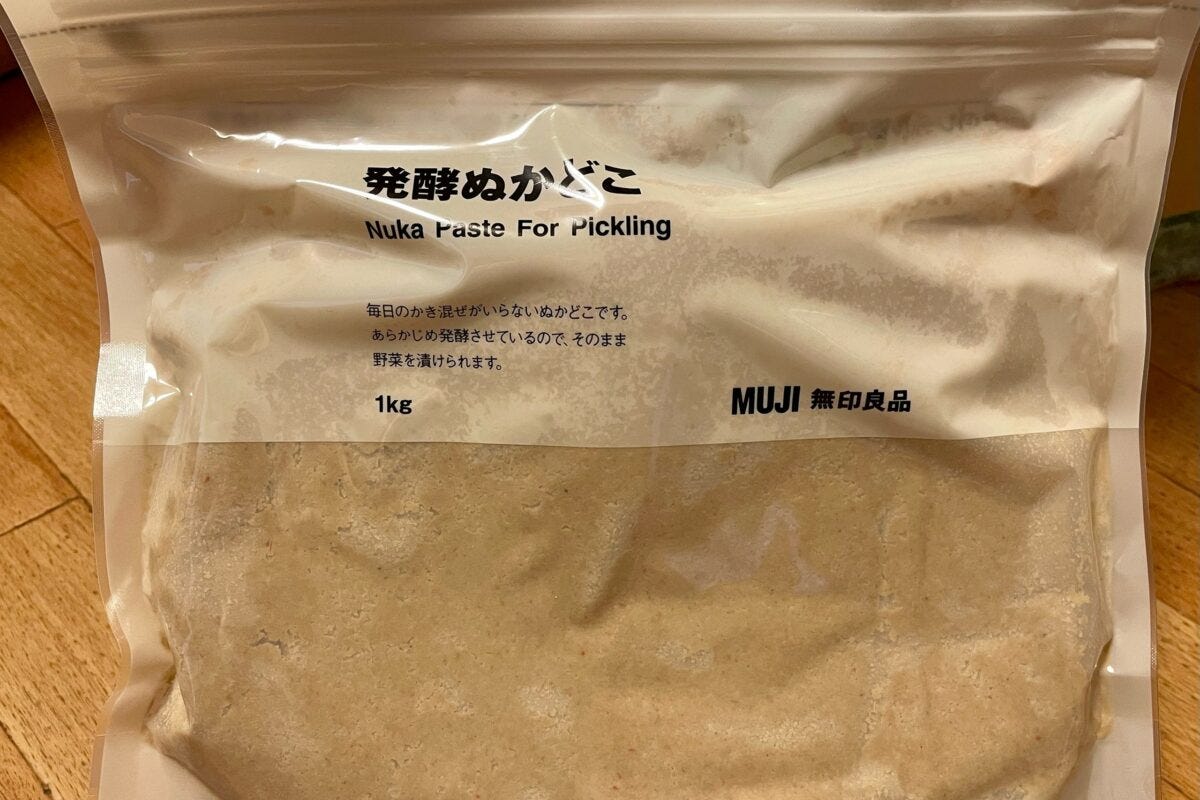 発酵ぬかどこ
Nuka Paste For Pickling
毎日のかき混ぜがいらないぬかどこです。
あらかじめ発酵させているので、そのまま
野菜を漬けられます。
1kg
MUJI 無印良品